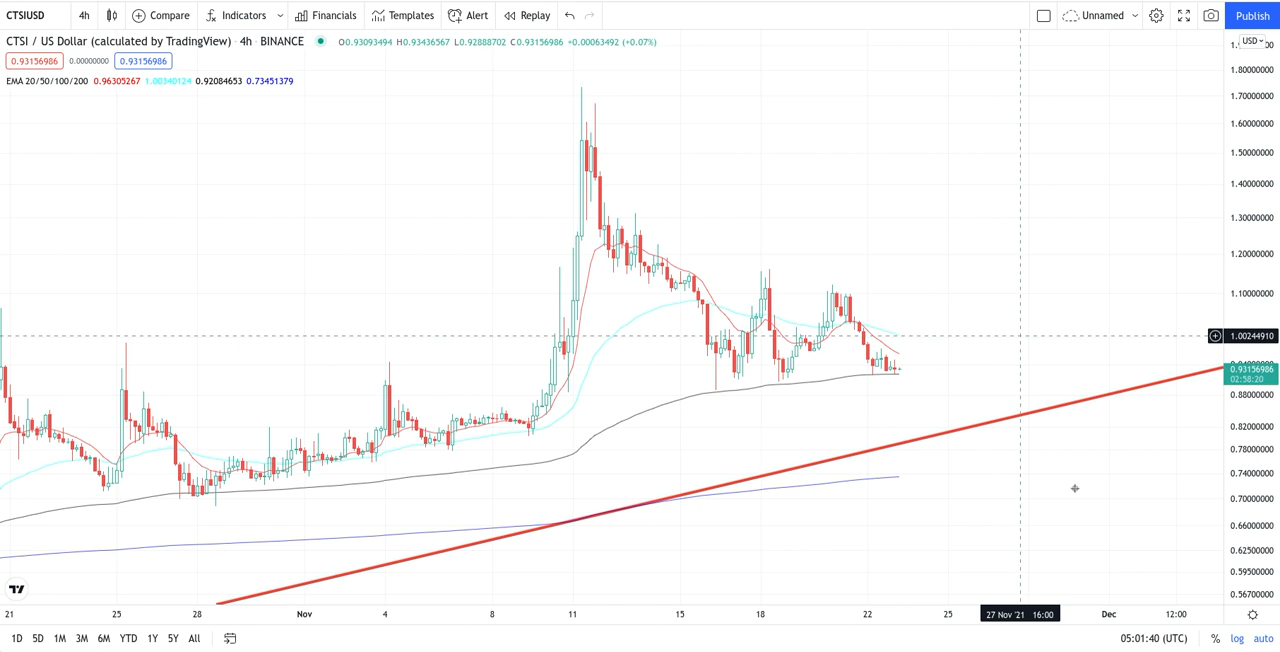 CTSIUSD 4h Compare Indicators Financials Templates Alert Replay Unnamed Publish
CTSI / US Dollar (calculated by TradingView) · 4h · BINANCE O0.93093494 H0.93436567 L0.92888702 C0.93156986 +0.00063492 (+0.07%)
USD
0.93156986 0.00000000 0.93156986
EMA 20/50/100/200 0.96305267 1.00340124 0.92084653 0.73451379
1.80000000
1.70000000
1.60000000
1.50000000
1.40000000
1.30000000
1.20000000
1.10000000
1.00244910
0.93156986
02:58:20
0.88000000
0.82000000
0.78000000
0.74000000
0.70000000
0.66000000
0.62500000
0.59500000
0.56700000
21 25 28 Nov 4 8 11 15 18 22 25 27 Nov '21 16:00 Dec 12:00
1D 5D 1M 3M 6M YTD 1Y 5Y All 05:01:40 (UTC) % log auto